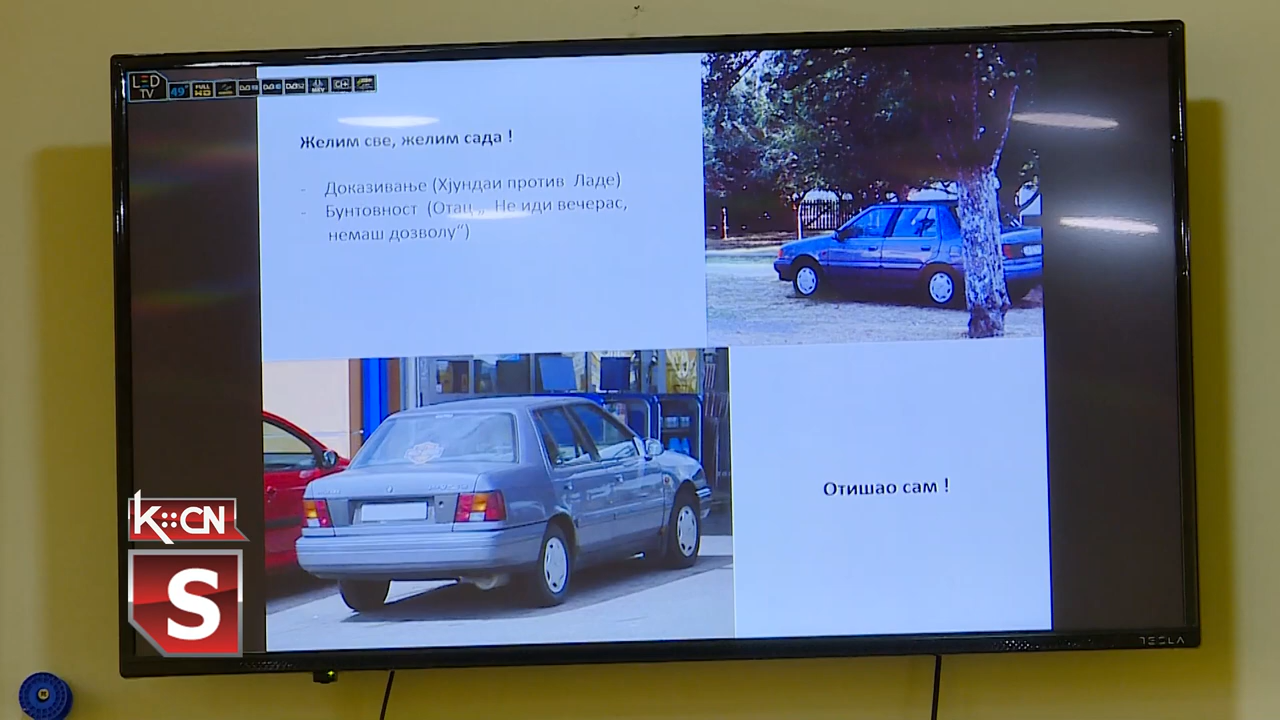 LED
TV
49"
FULL
HD
Желим све, желим сада !
- Доказивање (Хјундаи против Ладе)
- Бунтовност (Отац „ Не иди вечерас,
немаш дозволу“)
Отишао сам !
K::CN
S
TESLA